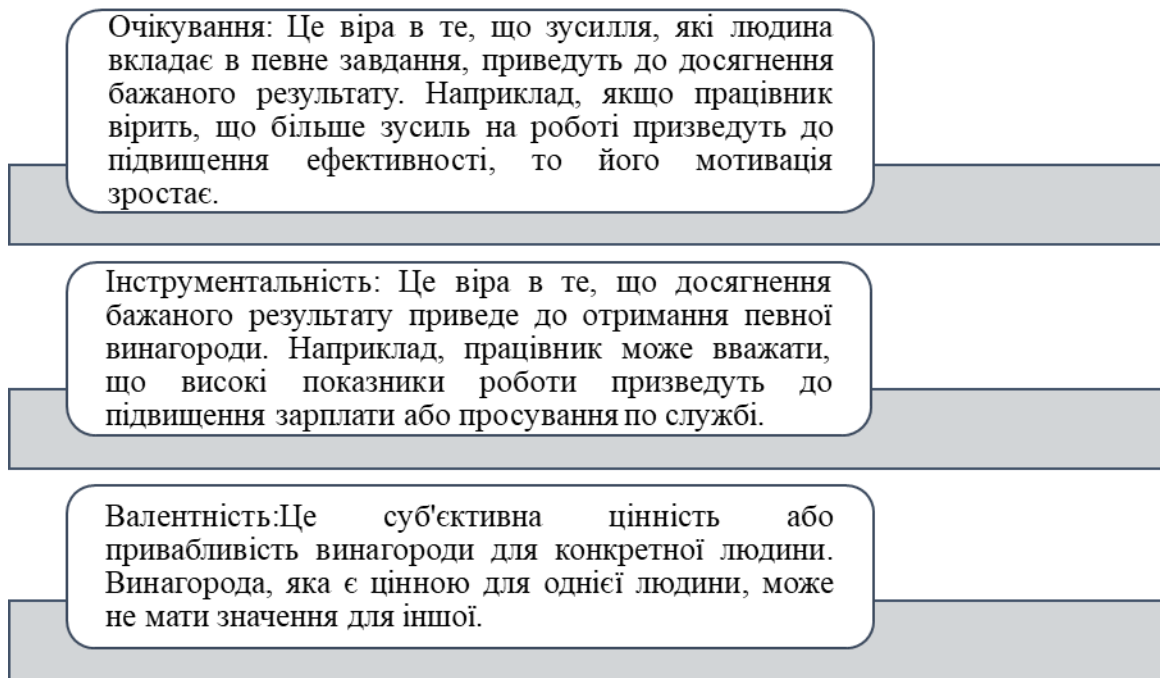 Очікування: Це віра в те, що зусилля, які людина
вкладає в певне завдання, приведуть до досягнення
бажаного результату. Наприклад, якщо працівник
вірить, що більше зусиль на роботі призведуть до
підвищення ефективності, то його мотивація
зростає.
Інструментальність: Це віра в те, що досягнення
бажаного результату приведе до отримання певної
винагороди. Наприклад, працівник може вважати,
що високі показники роботи призведуть до
підвищення зарплати або просування по службі.
Валентність:Це суб'єктивна цінність або
привабливість винагороди для конкретної людини.
Винагорода, яка є цінною для однієї людини, може
не мати значення для іншої.